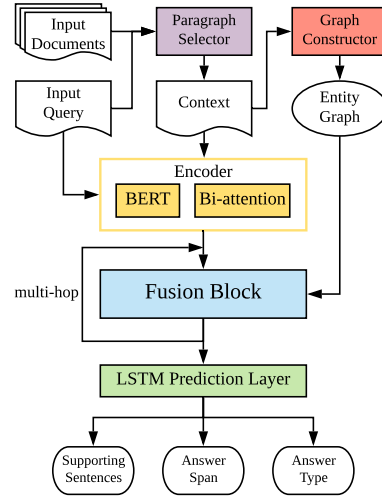 Input
Documents
Paragraph
Selector
Graph
Constructor
Input
Query
Context
Entity
Graph
Encoder
BERT
Bi-attention
multi-hop
Fusion Block
LSTM Prediction Layer
Supporting
Sentences
Answer
Span
Answer
Type